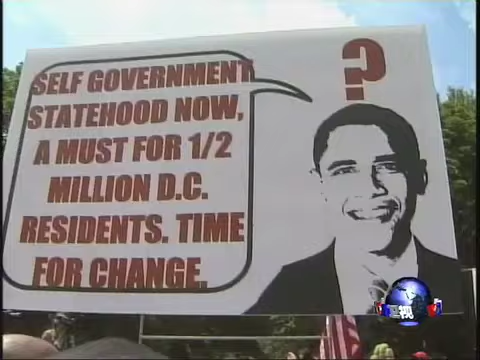 SELF GOVERNMENT
STATEHOOD NOW,
A MUST FOR 1/2
MILLION D.C.
RESIDENTS. TIME
FOR CHANGE.
?